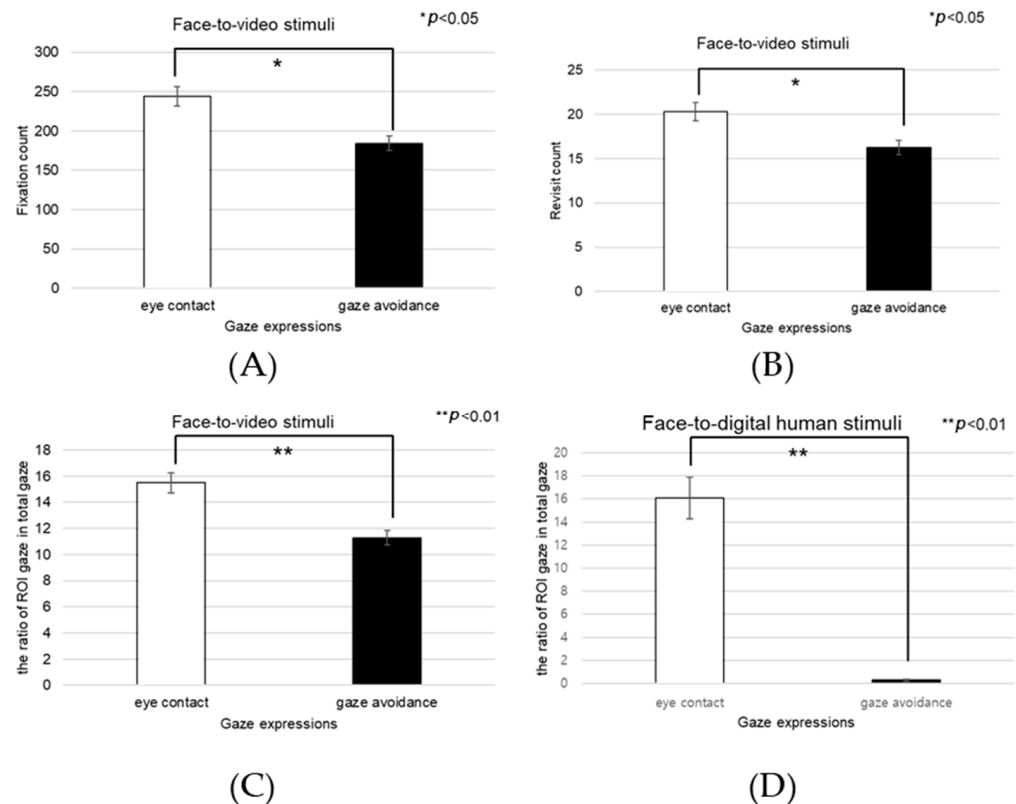 Face-to-video stimuli
*p<0.05
300
250
200
150
100
50
0
Fixation count
*
eye contact
gaze avoidance
Gaze expressions
(A)
Face-to-video stimuli
*p<0.05
25
20
15
10
5
0
Revisit count
*
eye contact
gaze avoidance
Gaze expressions
(B)
Face-to-video stimuli
**p<0.01
18
16
14
12
10
8
6
4
2
0
the ratio of ROI gaze in total gaze
**
eye contact
gaze avoidance
Gaze expressions
(C)
Face-to-digital human stimuli
**p<0.01
20
18
16
14
12
10
8
6
4
2
0
the ratio of ROI gaze in total gaze
**
eye contact
gaze avoidance
Gaze expressions
(D)